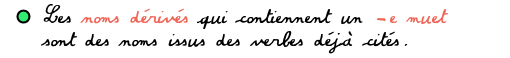 Les noms dérivés qui contiennent un -e muet
sont des noms issus des verbes déjà cités.